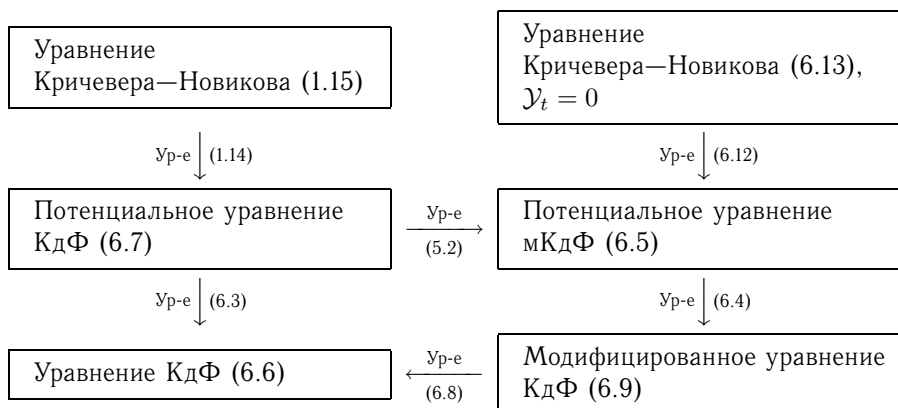 Уравнение
Кричевера—Новикова (1.15)
Уравнение
Кричевера—Новикова (6.13),
𝒴ₜ = 0
Ур-е (1.14)
Ур-е (6.12)
Потенциальное уравнение
КдФ (6.7)
Ур-е
(5.2)
Потенциальное уравнение
мКдФ (6.5)
Ур-е (6.3)
Ур-е (6.4)
Уравнение КдФ (6.6)
Ур-е
(6.8)
Модифицированное уравнение
КдФ (6.9)